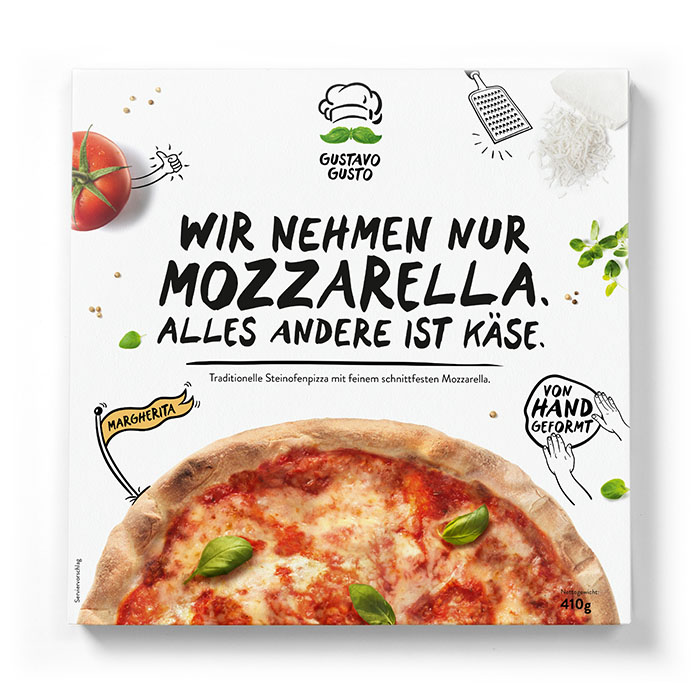 GUSTAVO
GUSTO
WIR NEHMEN NUR
MOZZARELLA.
ALLES ANDERE IST KÄSE.
Traditionelle Steinofenpizza mit feinem schnittfesten Mozzarella.
MARGHERITA
VON
HAND
GEFORMT
Serviervorschlag
Nettogewicht:
410g